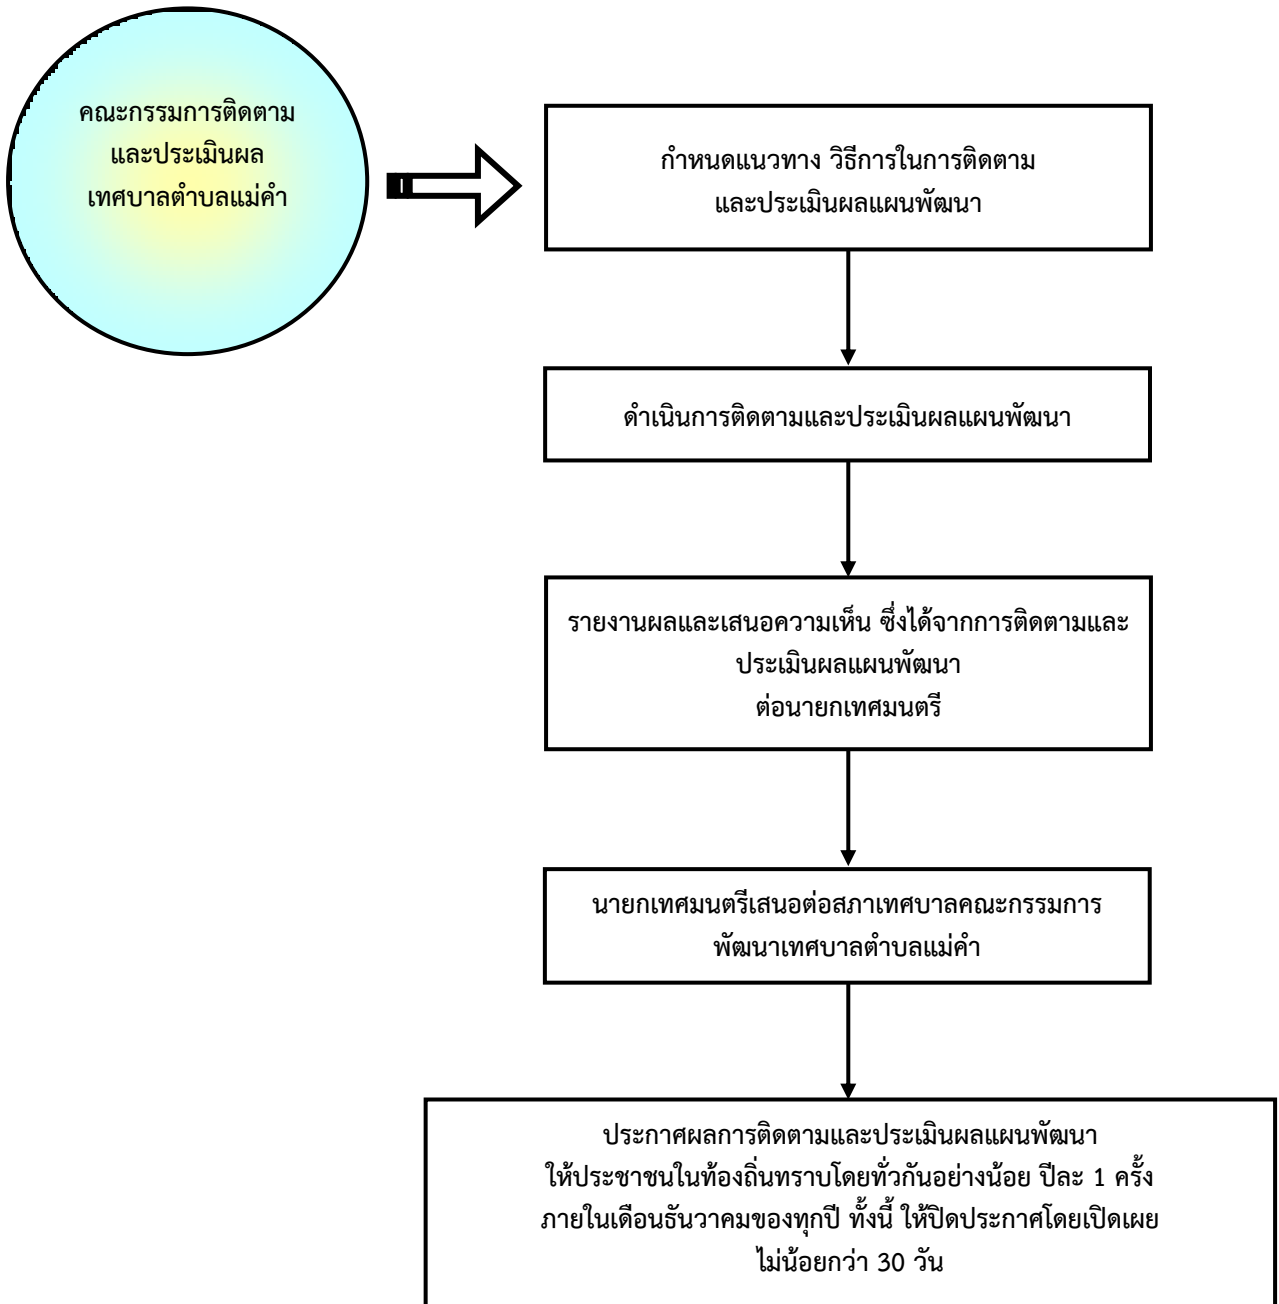 คณะกรรมการติดตาม
และประเมินผล
เทศบาลตำบลแม่คำ
กำหนดแนวทาง วิธีการในการติดตาม
และประเมินผลแผนพัฒนา
ดำเนินการติดตามและประเมินผลแผนพัฒนา
รายงานผลและเสนอความเห็น ซึ่งได้จากการติดตามและ
ประเมินผลแผนพัฒนา
ต่อนายกเทศมนตรี
นายกเทศมนตรีเสนอต่อสภาเทศบาลคณะกรรมการ
พัฒนาเทศบาลตำบลแม่คำ
ประกาศผลการติดตามและประเมินผลแผนพัฒนา
ให้ประชาชนในท้องถิ่นทราบโดยทั่วกันอย่างน้อย ปีละ 1 ครั้ง
ภายในเดือนธันวาคมของทุกปี ทั้งนี้ ให้ปิดประกาศโดยเปิดเผย
ไม่น้อยกว่า 30 วัน